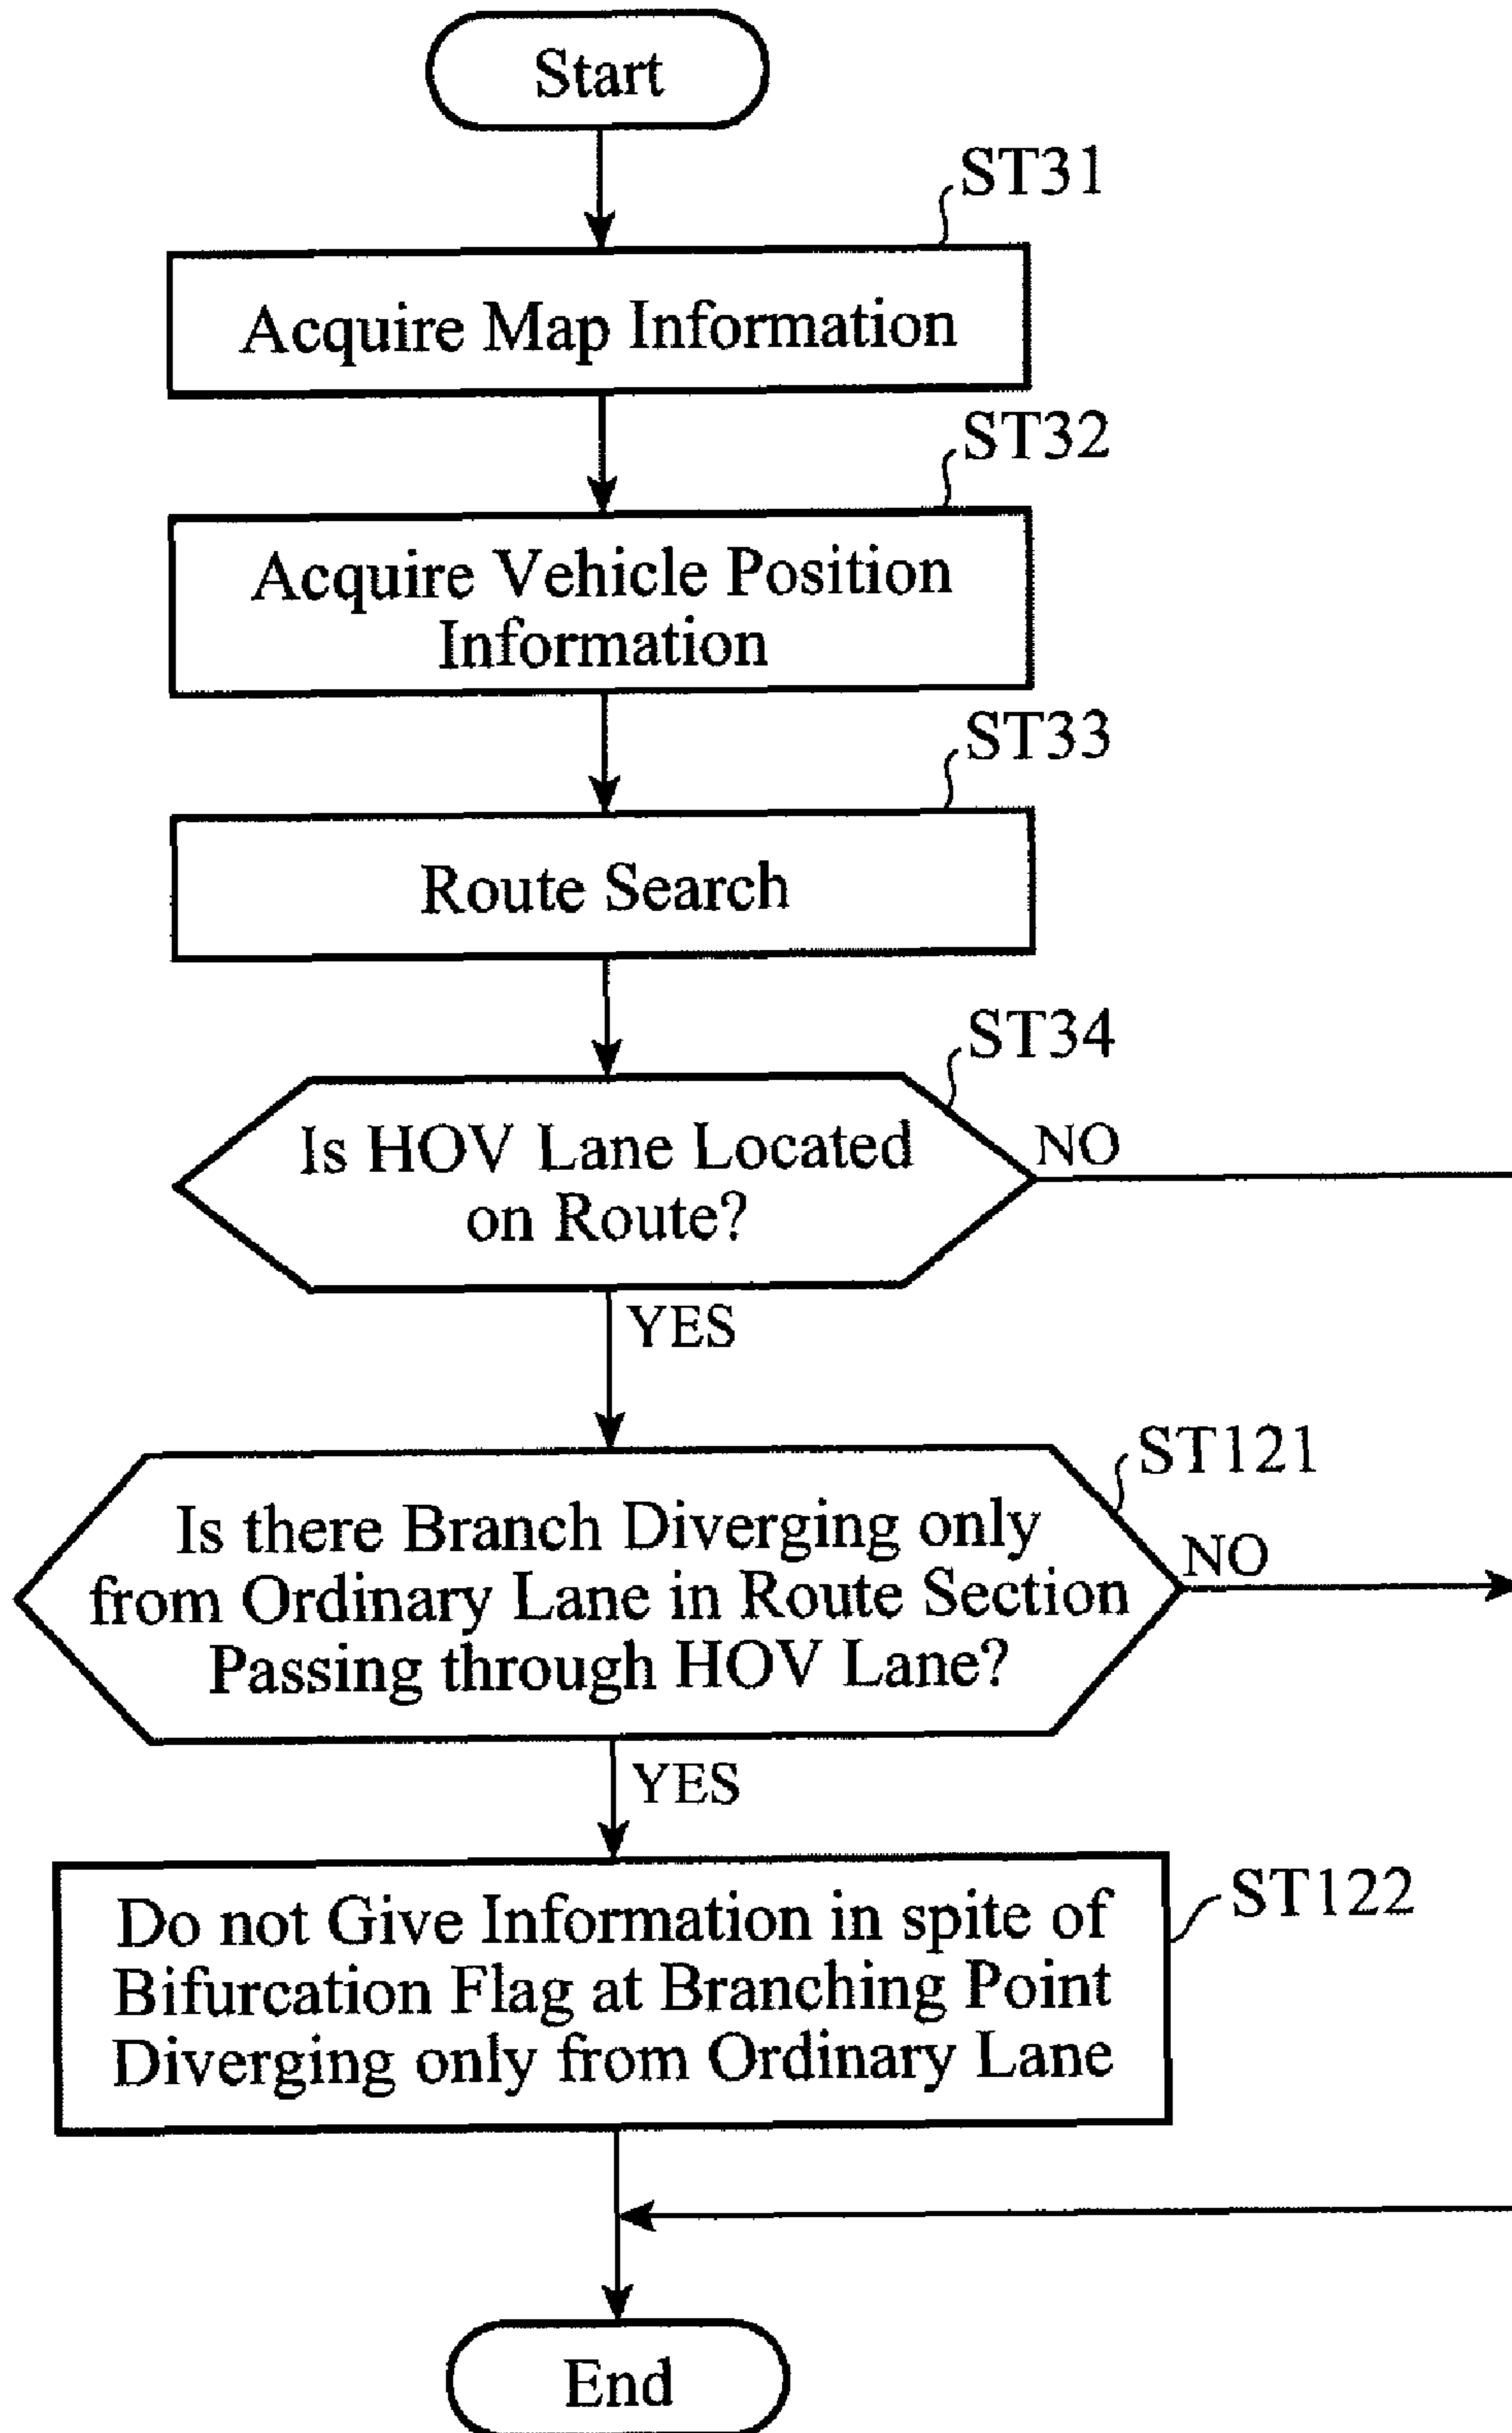 Start
ST31
Acquire Map Information
ST32
Acquire Vehicle Position
Information
ST33
Route Search
ST34
Is HOV Lane Located
on Route?
NO
YES
ST121
Is there Branch Diverging only
from Ordinary Lane in Route Section
Passing through HOV Lane?
NO
YES
ST122
Do not Give Information in spite of
Bifurcation Flag at Branching Point
Diverging only from Ordinary Lane
End